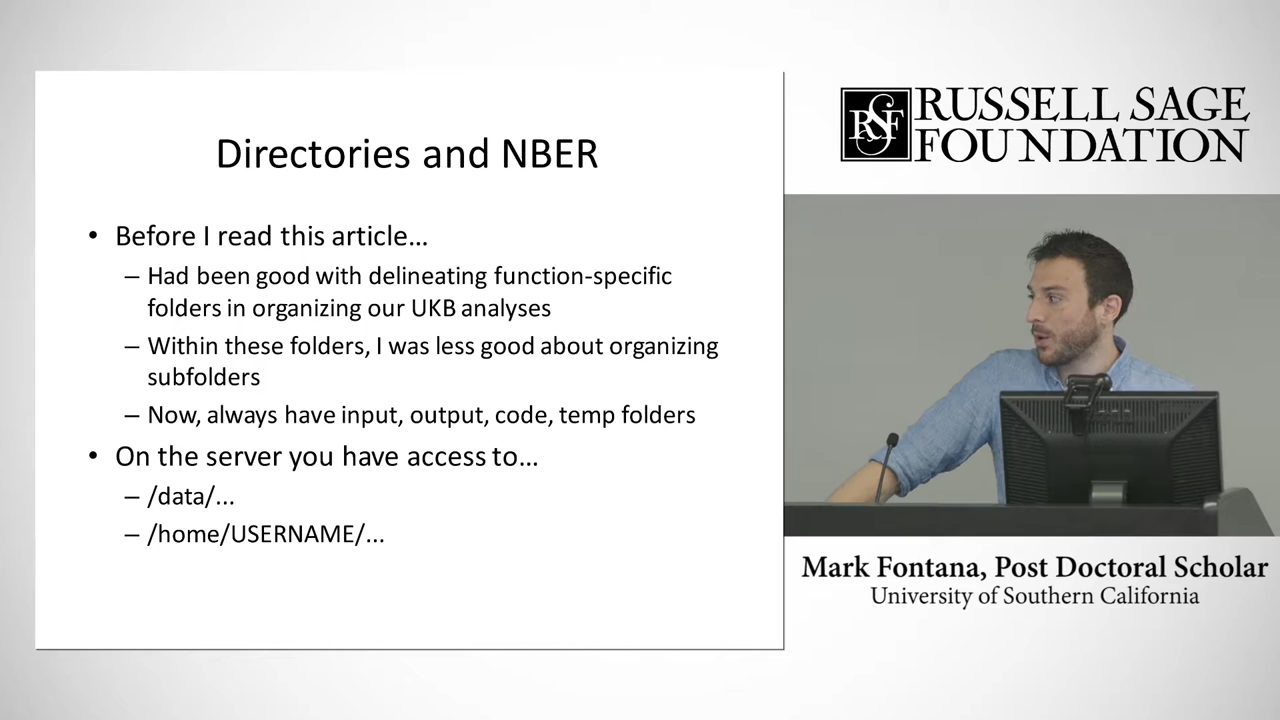 Directories and NBER
• Before I read this article…
– Had been good with delineating function-specific
folders in organizing our UKB analyses
– Within these folders, I was less good about organizing
subfolders
– Now, always have input, output, code, temp folders
• On the server you have access to…
– /data/…
– /home/USERNAME/…
RSF
RUSSELL SAGE
FOUNDATION
Mark Fontana, Post Doctoral Scholar
University of Southern California